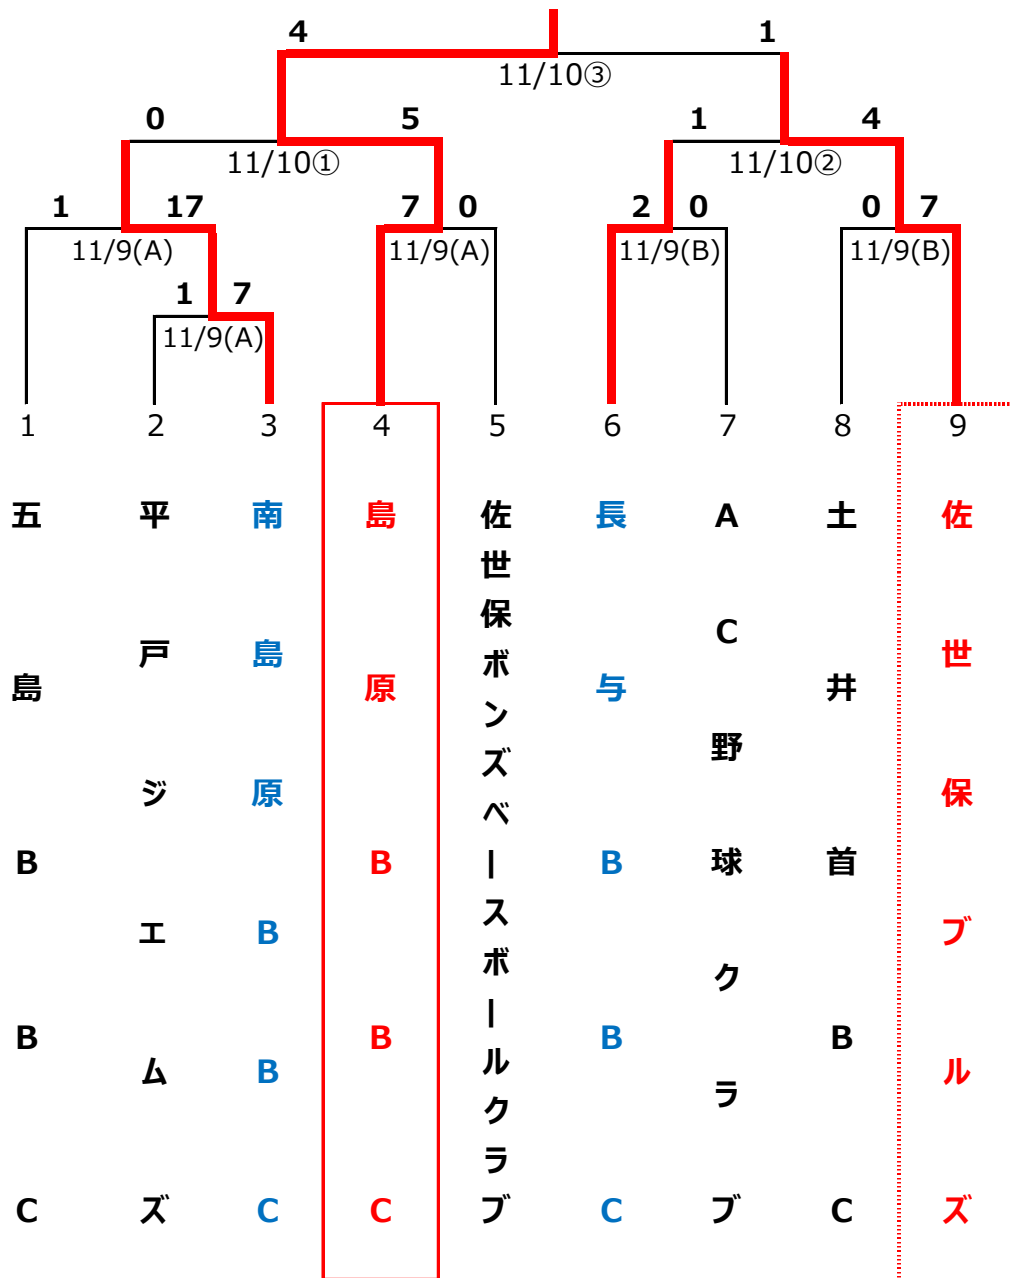 4 1
11/10③
0 5 1 4
11/10① 11/10②
1 17 7 0 2 0 0 7
11/9(A) 11/9(A) 11/9(B) 11/9(B)
1 7
11/9(A)
1 2 3 4 5 6 7 8 9
五島BBC
平戸ジエムズ
南島原BBC
島原BBC
佐世保ボンズベースボールクラブ
長与BBC
AC野球クラブ
土井首BC
佐世保ブルズ